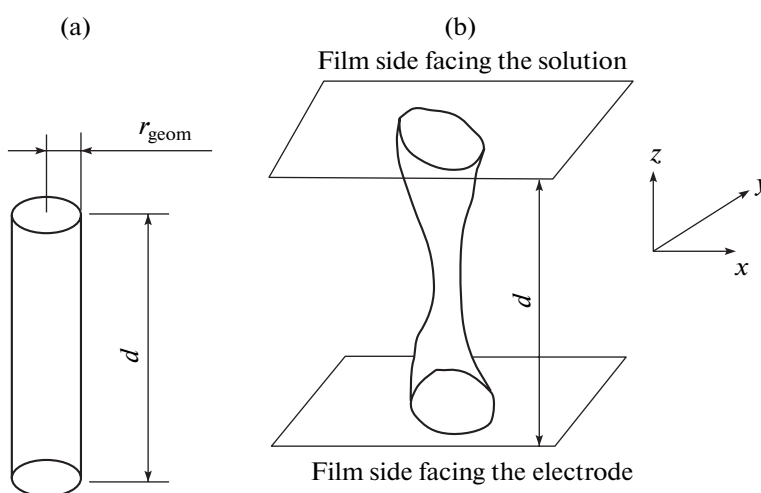 (a)
(b)
Film side facing the solution
r_geom
z
y
x
d
d
Film side facing the electrode